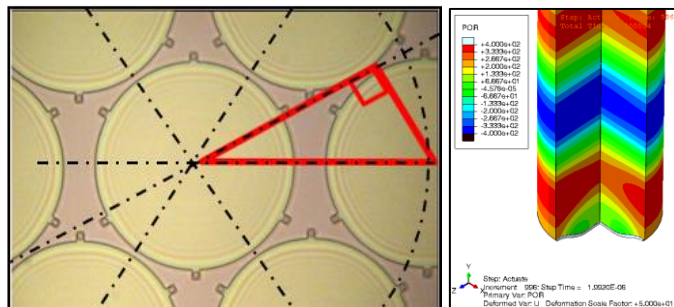 POR
+4.000e+02
+3.333e+02
+2.667e+02
+2.000e+02
+1.333e+02
+6.667e+01
-4.578e-05
-6.667e+01
-1.333e+02
-2.000e+02
-2.667e+02
-3.333e+02
-4.000e+02
Step: Actuate
Total
Y
Z
X
Step: Actuate
Increment 996: Step Time = 1.9920E-06
Primary Var: POR
Deformed Var: U Deformation Scale Factor: +5.000e+01